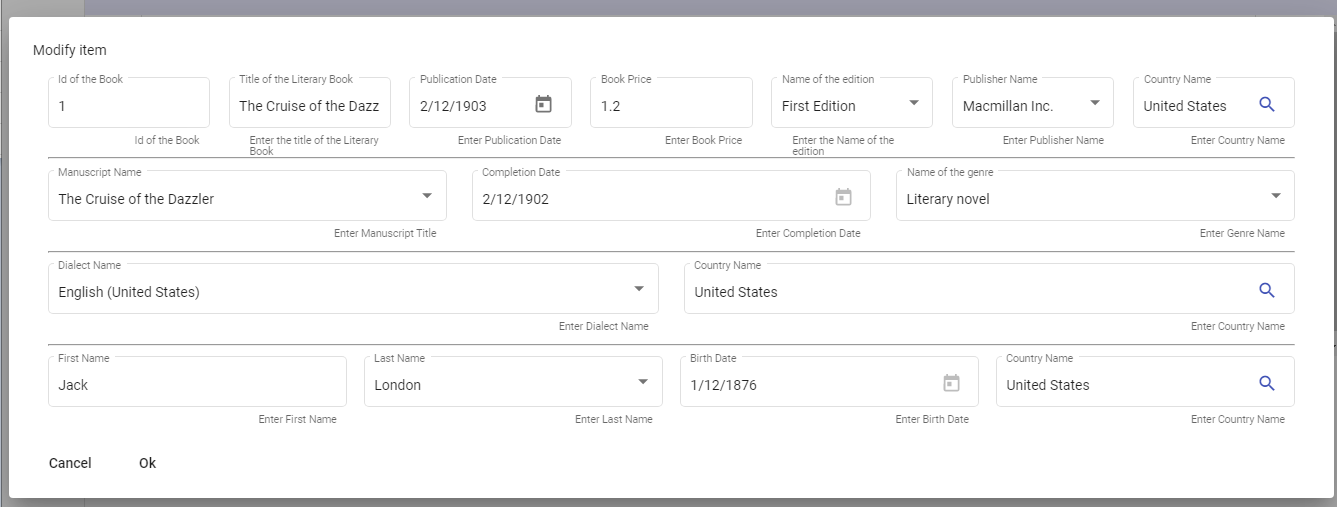 Modify item
Id of the Book Title of the Literary Book Publication Date Book Price Name of the edition Publisher Name Country Name
1 The Cruise of the Dazz 2/12/1903 1.2 First Edition Macmillan Inc. United States
Id of the Book Enter the title of the Literary Enter Publication Date Enter Book Price Enter the Name of the Enter Publisher Name Enter Country Name
Book edition
Manuscript Name Completion Date Name of the genre
The Cruise of the Dazzler 2/12/1902 Literary novel
Enter Manuscript Title Enter Completion Date Enter Genre Name
Dialect Name Country Name
English (United States) United States
Enter Dialect Name Enter Country Name
First Name Last Name Birth Date Country Name
Jack London 1/12/1876 United States
Enter First Name Enter Last Name Enter Birth Date Enter Country Name
Cancel Ok